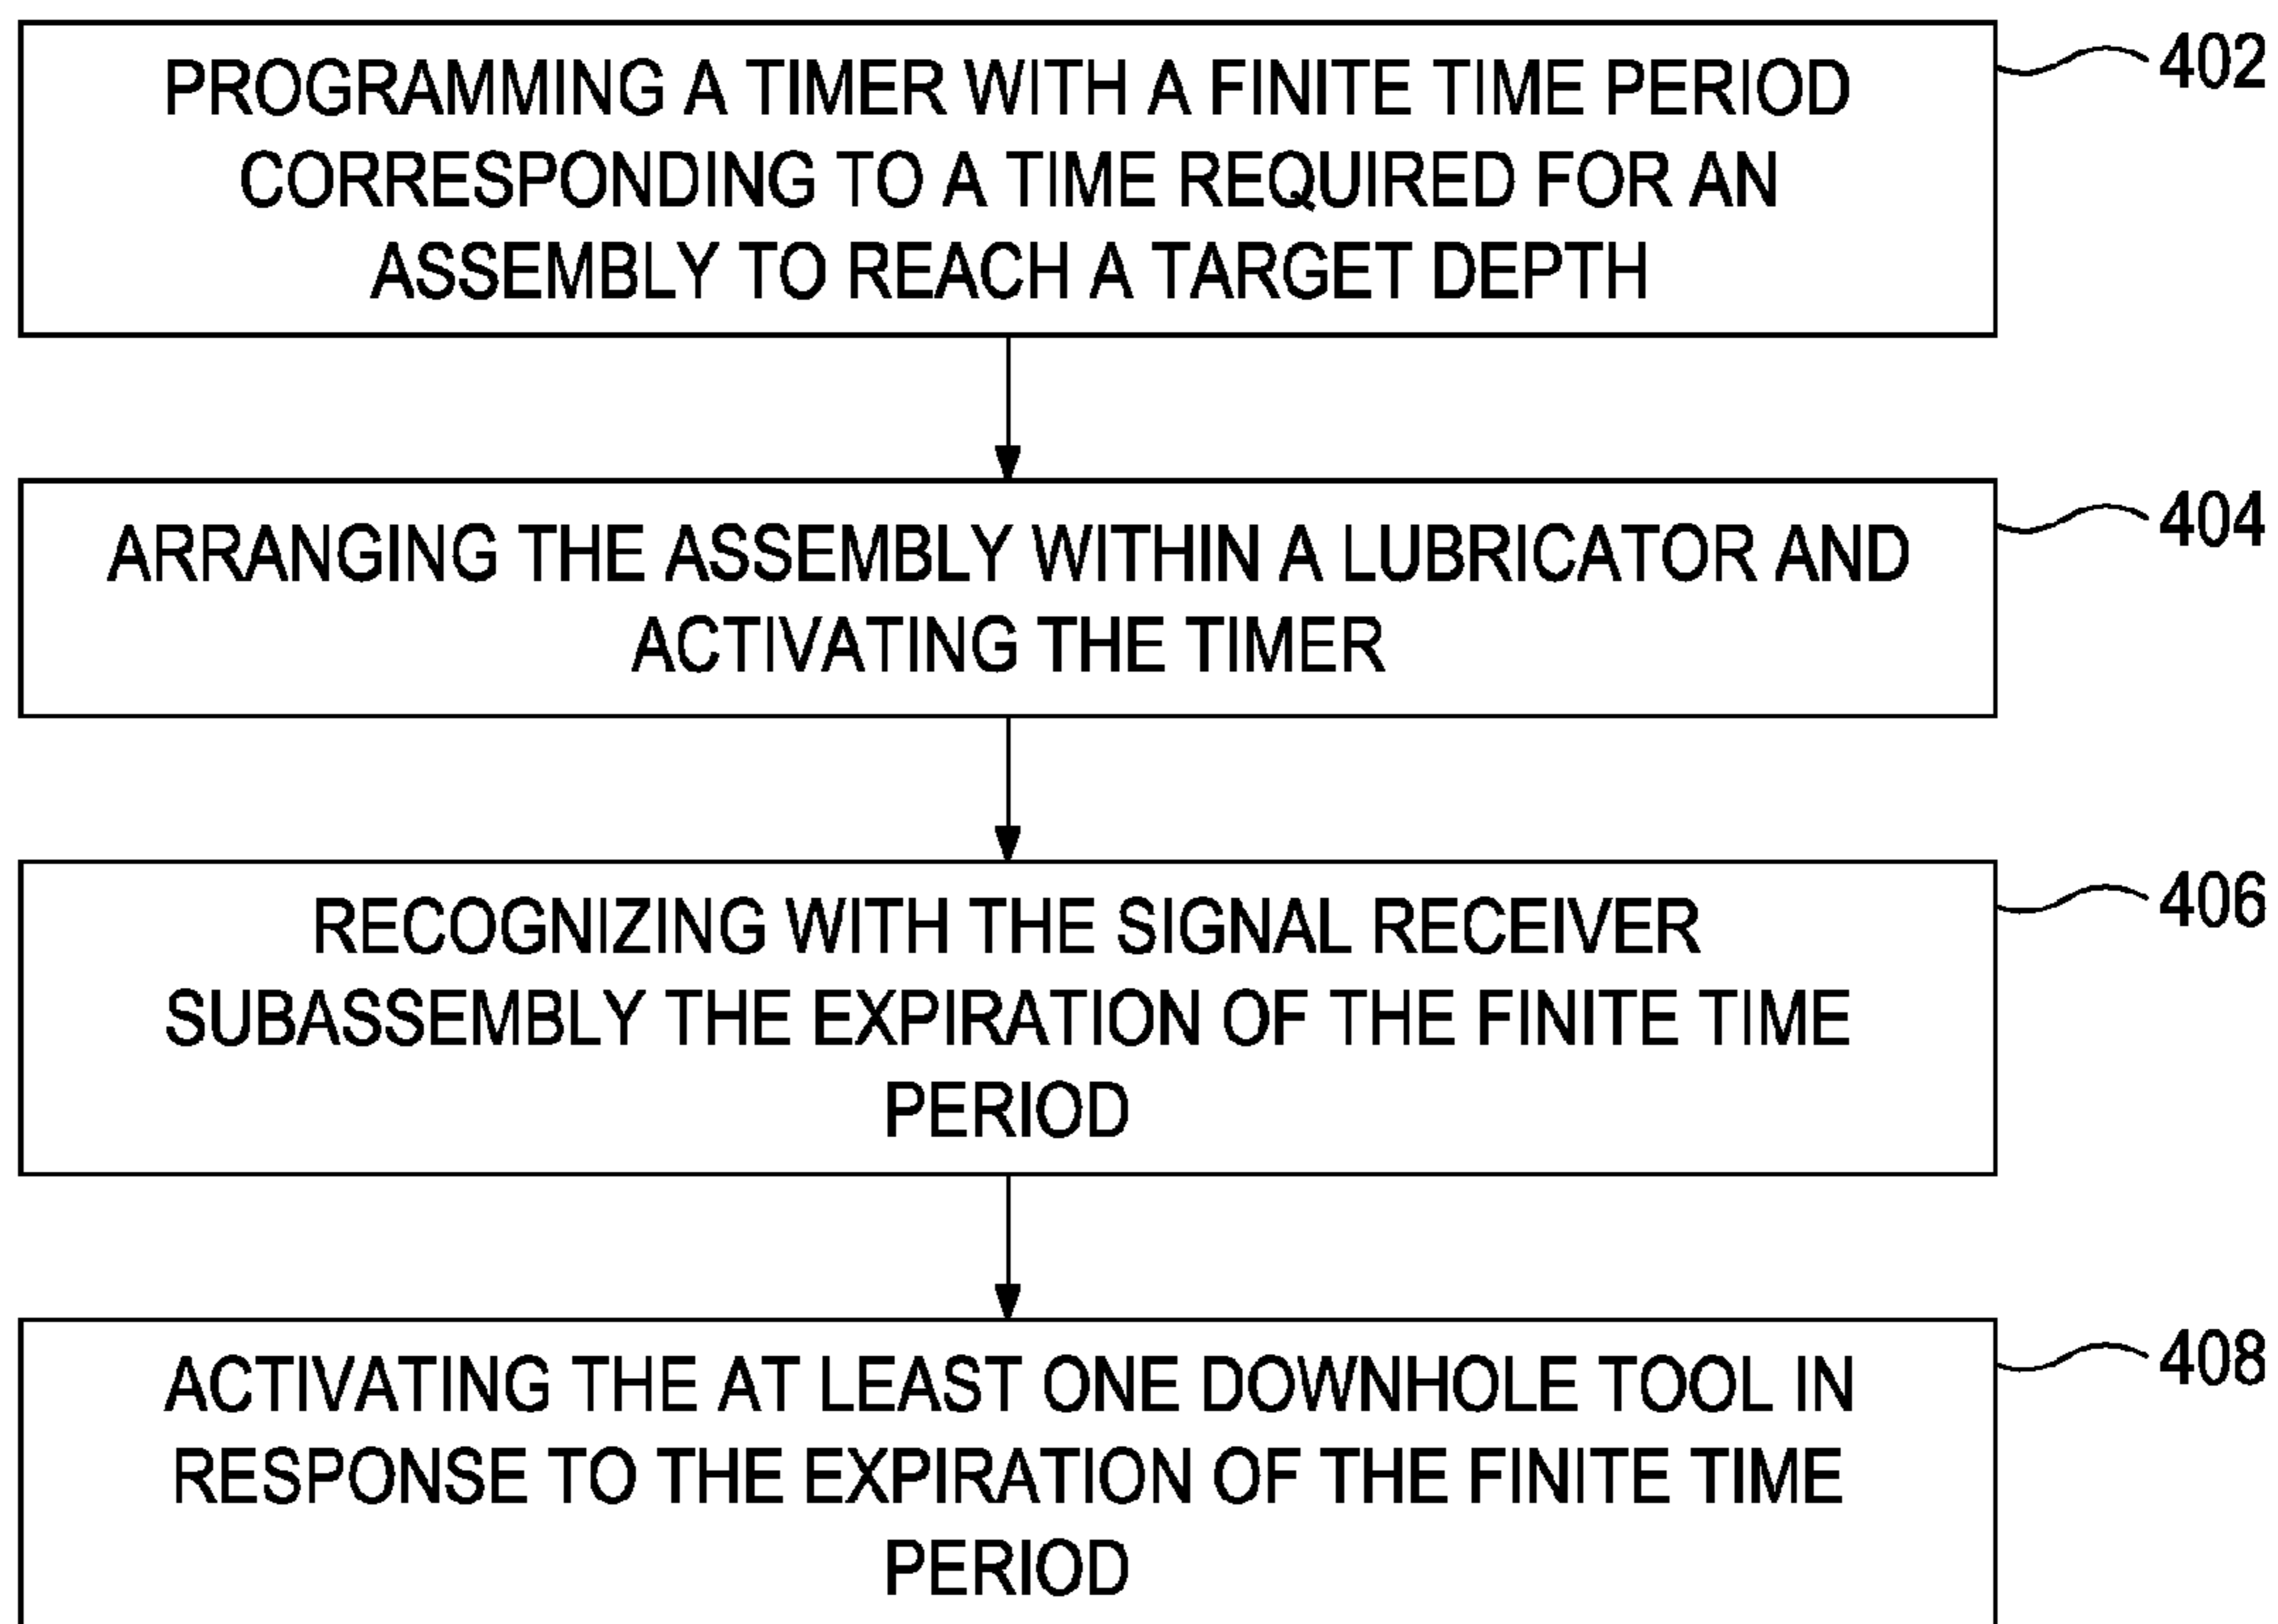 PROGRAMMING A TIMER WITH A FINITE TIME PERIOD
CORRESPONDING TO A TIME REQUIRED FOR AN
ASSEMBLY TO REACH A TARGET DEPTH
402
ARRANGING THE ASSEMBLY WITHIN A LUBRICATOR AND
ACTIVATING THE TIMER
404
RECOGNIZING WITH THE SIGNAL RECEIVER
SUBASSEMBLY THE EXPIRATION OF THE FINITE TIME
PERIOD
406
ACTIVATING THE AT LEAST ONE DOWNHOLE TOOL IN
RESPONSE TO THE EXPIRATION OF THE FINITE TIME
PERIOD
408